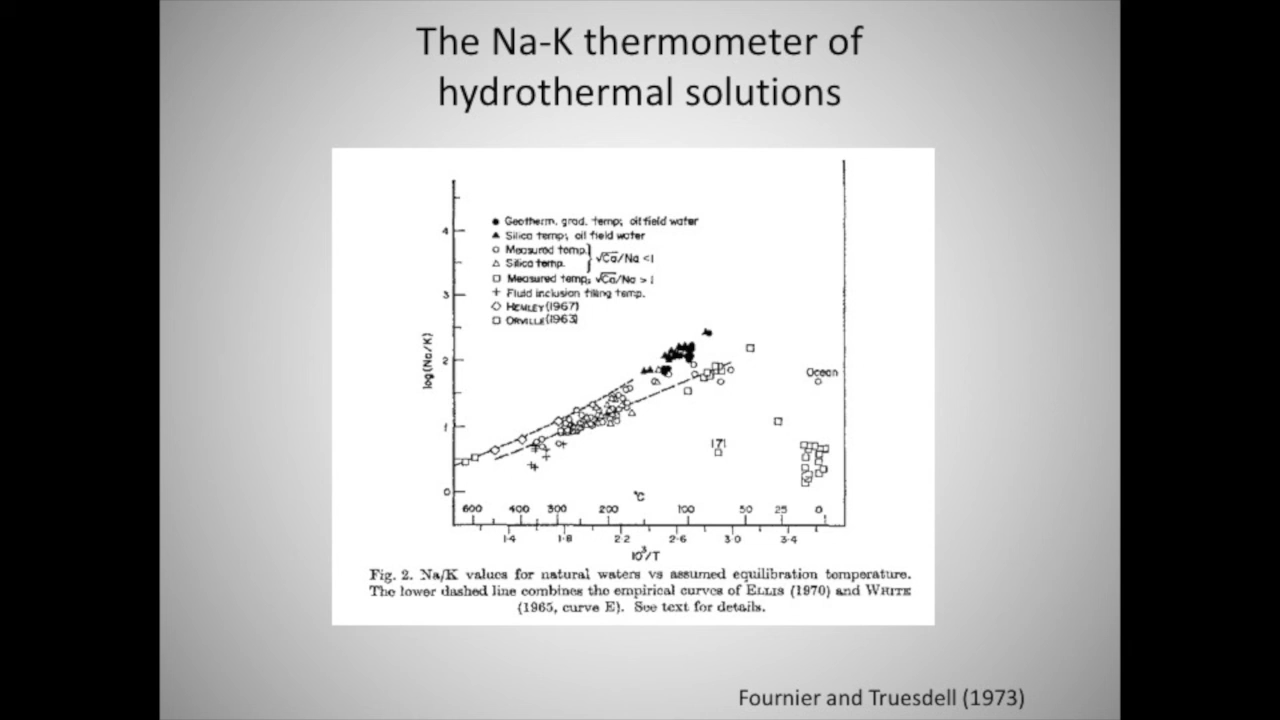 The Na-K thermometer of
hydrothermal solutions
● Geotherm. grad. temp; oil field water
▲ Silica temp; oil field water
○ Measured temp.
△ Silica temp.
√Ca/Na <1
□ Measured temp; √Ca/Na > 1
+ Fluid inclusion filling temp.
◇ HEMLEY (1967)
□ ORVILLE (1963)
4
3
2
1
0
log(Na/K)
Ocean
171
°C
600 400 300 200 100 50 25 0
1·4 1·8 2·2 2·6 3·0 3·4
10³/T
Fig. 2. Na/K values for natural waters vs assumed equilibration temperature.
The lower dashed line combines the empirical curves of ELLIS (1970) and WHITE
(1965, curve E). See text for details.
Fournier and Truesdell (1973)